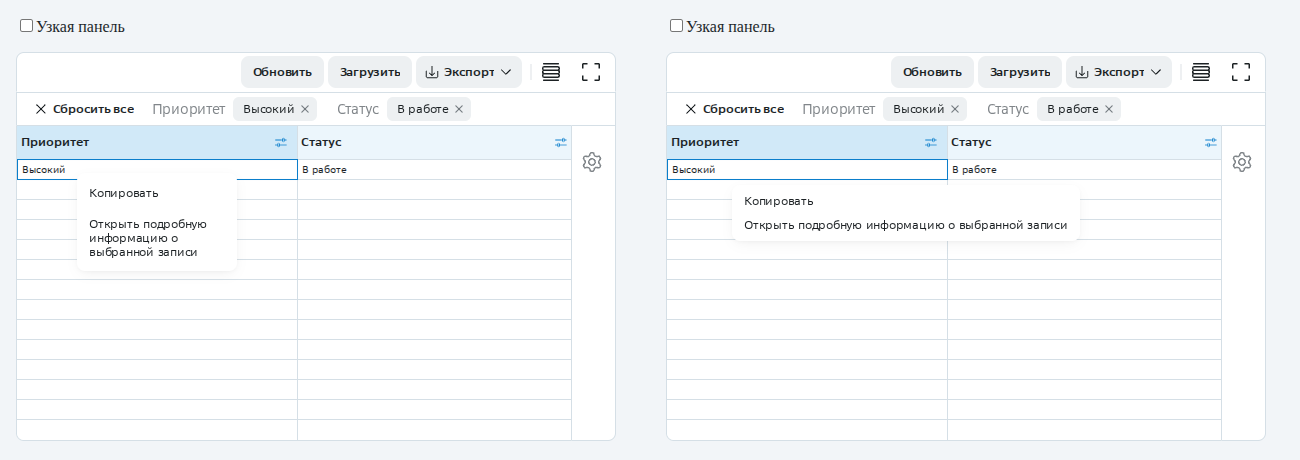 Узкая панель
Обновить Загрузить Экспорт
Сбросить все Приоритет Высокий Статус В работе
Приоритет Статус
Высокий В работе
Копировать
Открыть подробную
информацию о
выбранной записи
Узкая панель
Обновить Загрузить Экспорт
Сбросить все Приоритет Высокий Статус В работе
Приоритет Статус
Высокий В работе
Копировать
Открыть подробную информацию о выбранной записи